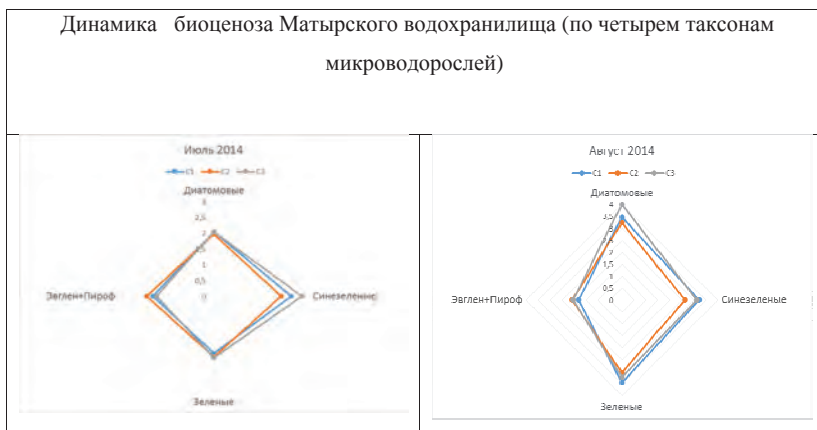 Динамика биоценоза Матырского водохранилища (по четырем таксонам
микроводорослей)
Июль 2014
С1 С2 С3
Диатомовые
3
2,5
2
1,5
1
0,5
0
Эвглен+Пироф
Синезеленые
Зеленые
Август 2014
С1 С2 С3
Диатомовые
4
3,5
3
2,5
2
1,5
1
0,5
0
Эвглен+Пироф
Синезеленые
Зеленые